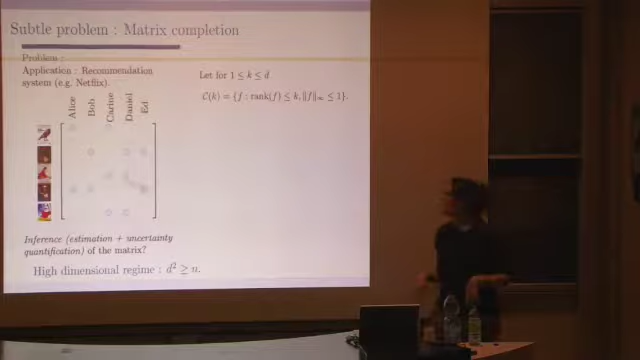 Subtle problem : Matrix completion
Problem :
Application : Recommendation
system (e.g. Netflix).
Alice
Bob
Carine
Daniel
Ed
Inference (estimation + uncertainty
quantification) of the matrix?
High dimensional regime : d² ≥ n.
Let for 1 ≤ k ≤ d
C(k) = {f : rank(f) ≤ k, ‖f‖∞ ≤ 1}.